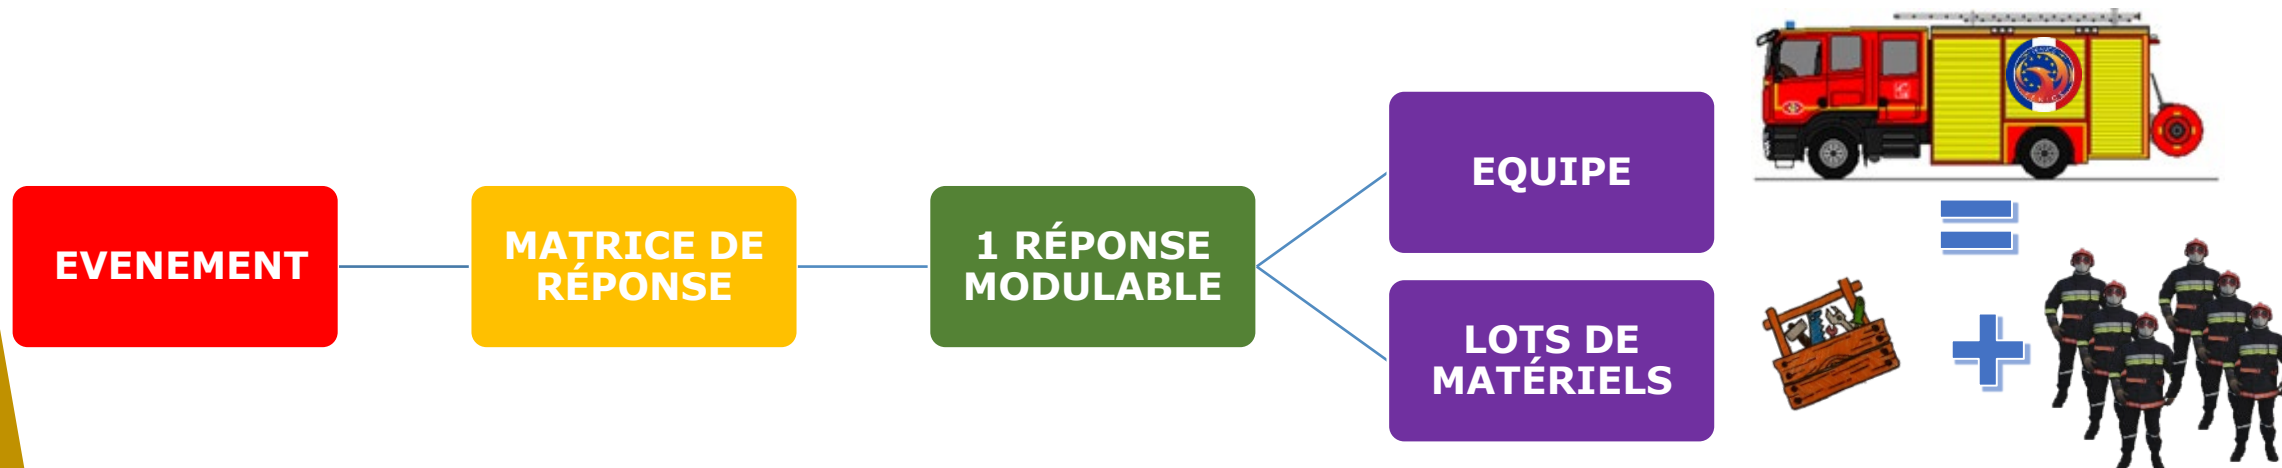 EVENEMENT
MATRICE DE
RÉPONSE
1 RÉPONSE
MODULABLE
EQUIPE
LOTS DE
MATÉRIELS